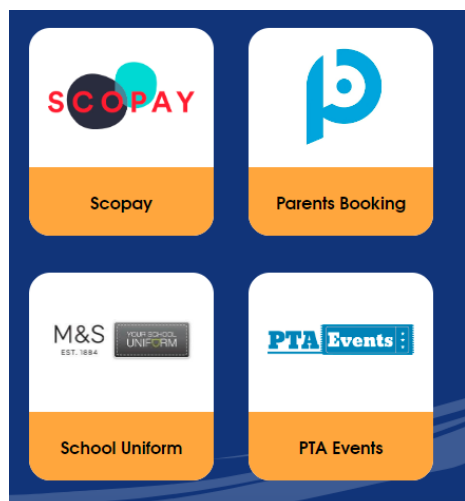 SCOPAY
Scopay
Parents Booking
M&S
EST. 1884
YOUR SCHOOL
UNIFORM
School Uniform
PTA Events
PTA Events